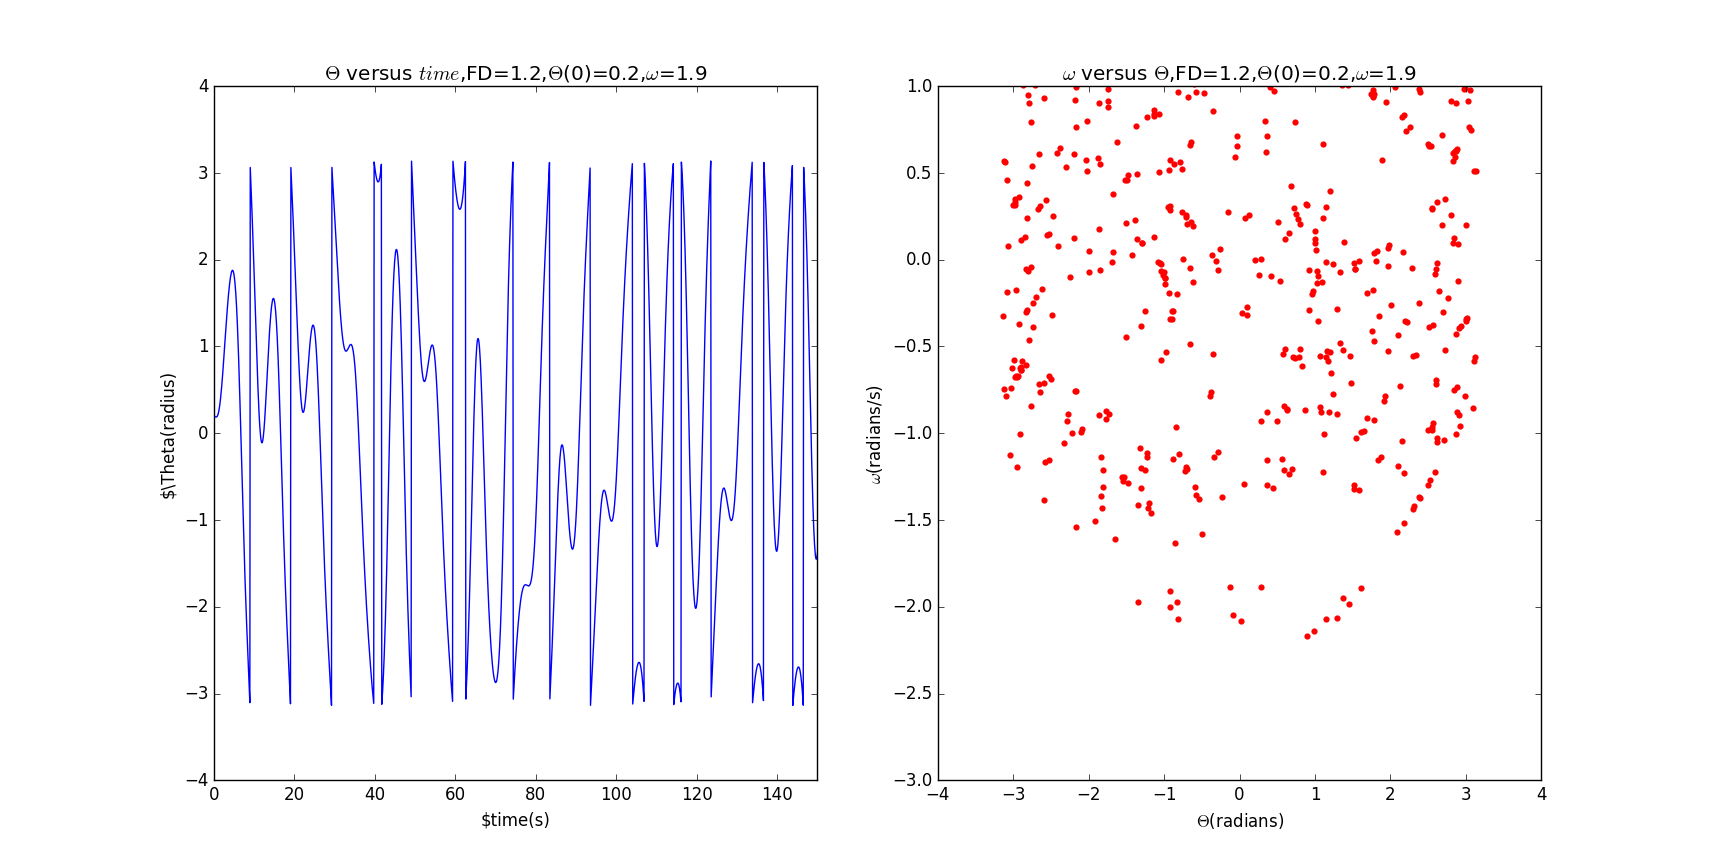 Θ versus time,FD=1.2,Θ(0)=0.2,ω=1.9
4
3
2
1
0
−1
−2
−3
−4
$\Theta(radius)
0 20 40 60 80 100 120 140
$time(s)
ω versus Θ,FD=1.2,Θ(0)=0.2,ω=1.9
1.0
0.5
0.0
−0.5
−1.0
−1.5
−2.0
−2.5
−3.0
ω(radians/s)
−4 −3 −2 −1 0 1 2 3 4
Θ(radians)